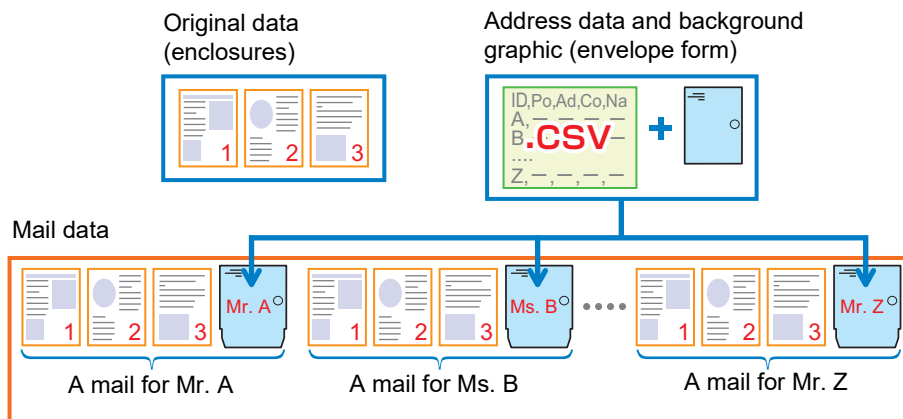 Original data
(enclosures)
Address data and background
graphic (envelope form)
1
2
3
ID,Po,Ad,Co,Na
A, — — — —
B — — — —
.CSV
....
Z,—,—,—,—
+
Mail data
1
2
3
Mr. A
1
2
3
Ms. B
1
2
3
Mr. Z
A mail for Mr. A
A mail for Ms. B
A mail for Mr. Z